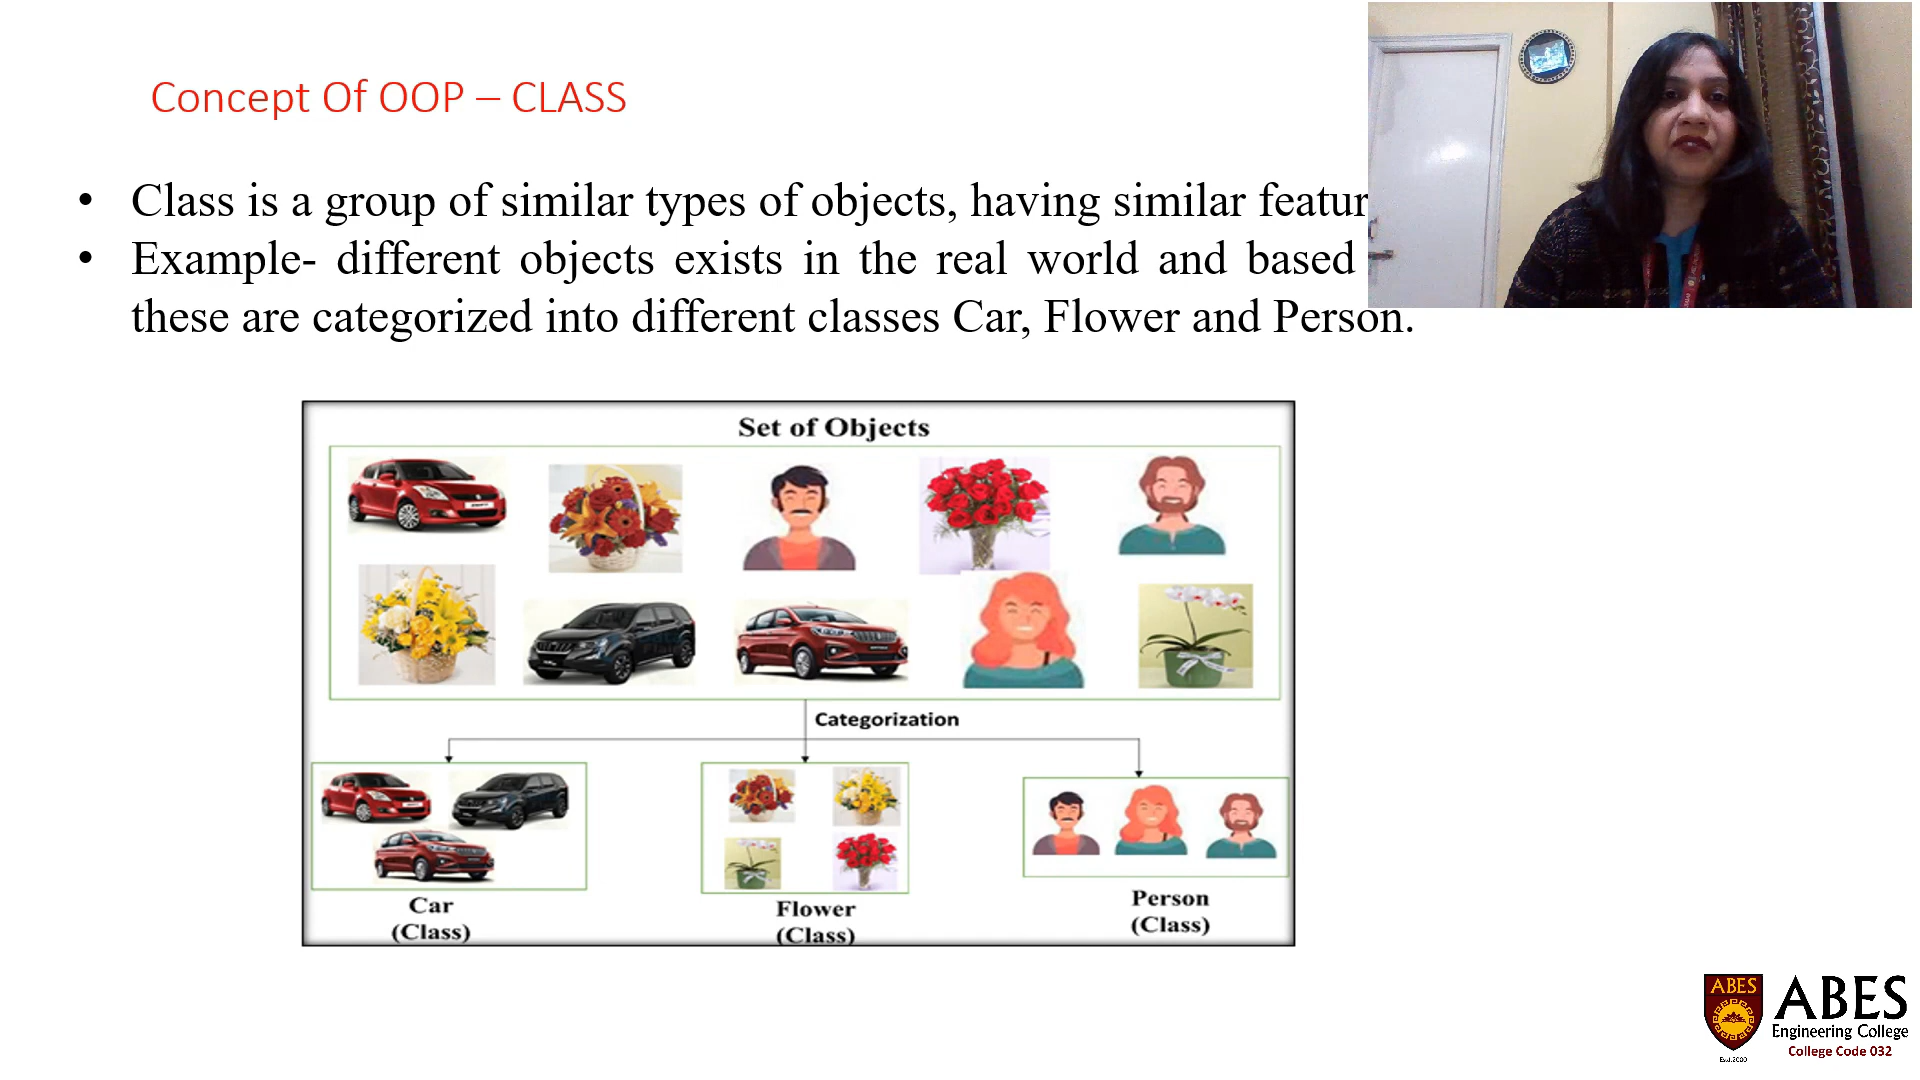 Concept Of OOP – CLASS
• Class is a group of similar types of objects, having similar featur
• Example- different objects exists in the real world and based
these are categorized into different classes Car, Flower and Person.
Set of Objects
Categorization
Car
(Class)
Flower
(Class)
Person
(Class)
ABES
ABES
Engineering College
College Code 032
Estd.2000